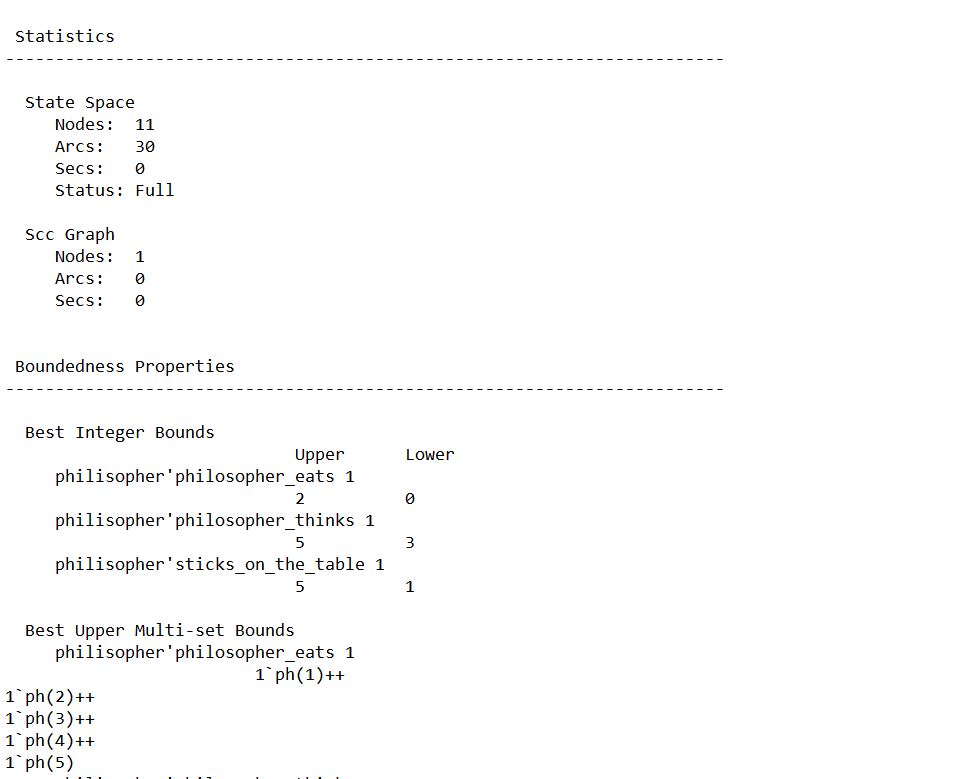 Statistics
------------------------------------------------------------------------
State Space
Nodes: 11
Arcs: 30
Secs: 0
Status: Full
Scc Graph
Nodes: 1
Arcs: 0
Secs: 0
Boundedness Properties
------------------------------------------------------------------------
Best Integer Bounds
Upper Lower
philisopher'philosopher_eats 1
2 0
philisopher'philosopher_thinks 1
5 3
philisopher'sticks_on_the_table 1
5 1
Best Upper Multi-set Bounds
philisopher'philosopher_eats 1
1`ph(1)++
1`ph(2)++
1`ph(3)++
1`ph(4)++
1`ph(5)